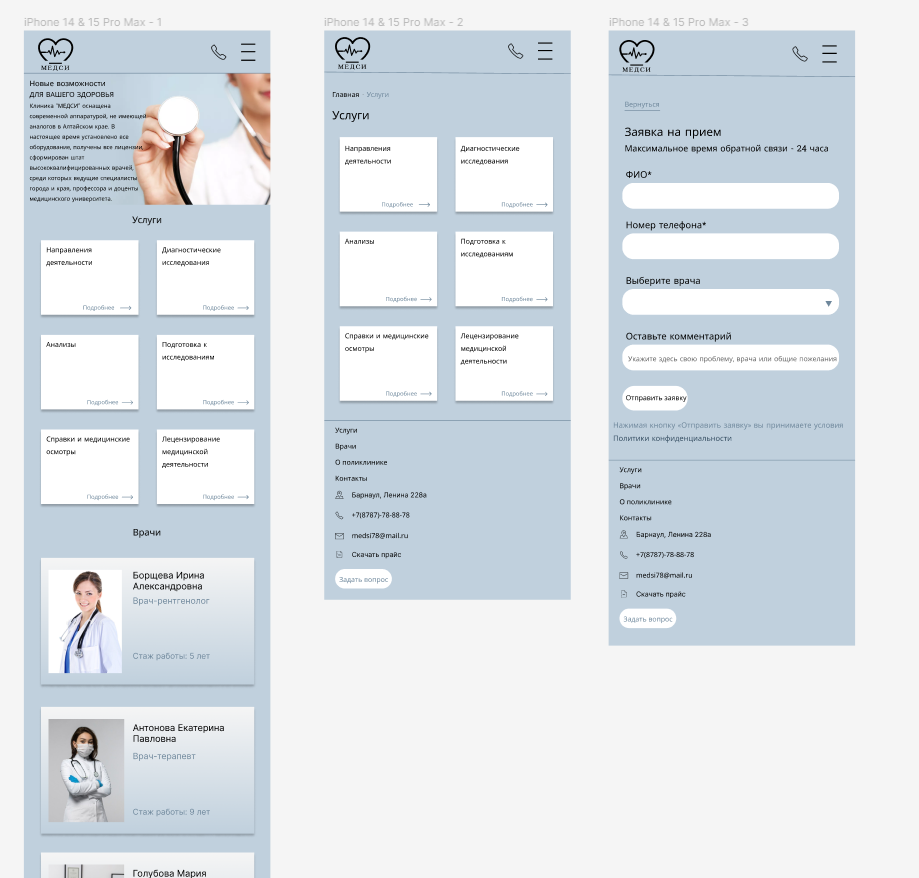 iPhone 14 & 15 Pro Max - 1
МЕДСИ
Новые возможности
ДЛЯ ВАШЕГО ЗДОРОВЬЯ
Клиника "МЕДСИ" оснащена
современной аппаратурой, не имеющей
аналогов в Алтайском крае. В
настоящее время установлено всё
оборудование, получены все лицензии,
сформирован штат
высококвалифицированных врачей,
среди которых ведущие специалисты
города и края, профессора и доценты
медицинского университета.
Услуги
Направления
деятельности
Подробнее
Диагностические
исследования
Подробнее
Анализы
Подробнее
Подготовка к
исследованиям
Подробнее
Справки и медицинские
осмотры
Подробнее
Лецензирование
медицинской
деятельности
Подробнее
Врачи
Борщева Ирина
Александровна
Врач-рентгенолог
Стаж работы: 5 лет
Антонова Екатерина
Павловна
Врач-терапевт
Стаж работы: 9 лет
Голубова Мария
iPhone 14 & 15 Pro Max - 2
МЕДСИ
Главная - Услуги
Услуги
Направления
деятельности
Подробнее
Диагностические
исследования
Подробнее
Анализы
Подробнее
Подготовка к
исследованиям
Подробнее
Справки и медицинские
осмотры
Подробнее
Лецензирование
медицинской
деятельности
Подробнее
Услуги
Врачи
О поликлинике
Контакты
Барнаул, Ленина 228а
+7(8787)-78-88-78
medsi78@mail.ru
Скачать прайс
Задать вопрос
iPhone 14 & 15 Pro Max - 3
МЕДСИ
Вернуться
Заявка на прием
Максимальное время обратной связи - 24 часа
ФИО*
Номер телефона*
Выберите врача
Оставьте комментарий
Укажите здесь свою проблему, врача или общие пожелания
Отправить заявку
Нажимая кнопку «Отправить заявку» вы принимаете условия
Политики конфиденциальности
Услуги
Врачи
О поликлинике
Контакты
Барнаул, Ленина 228а
+7(8787)-78-88-78
medsi78@mail.ru
Скачать прайс
Задать вопрос